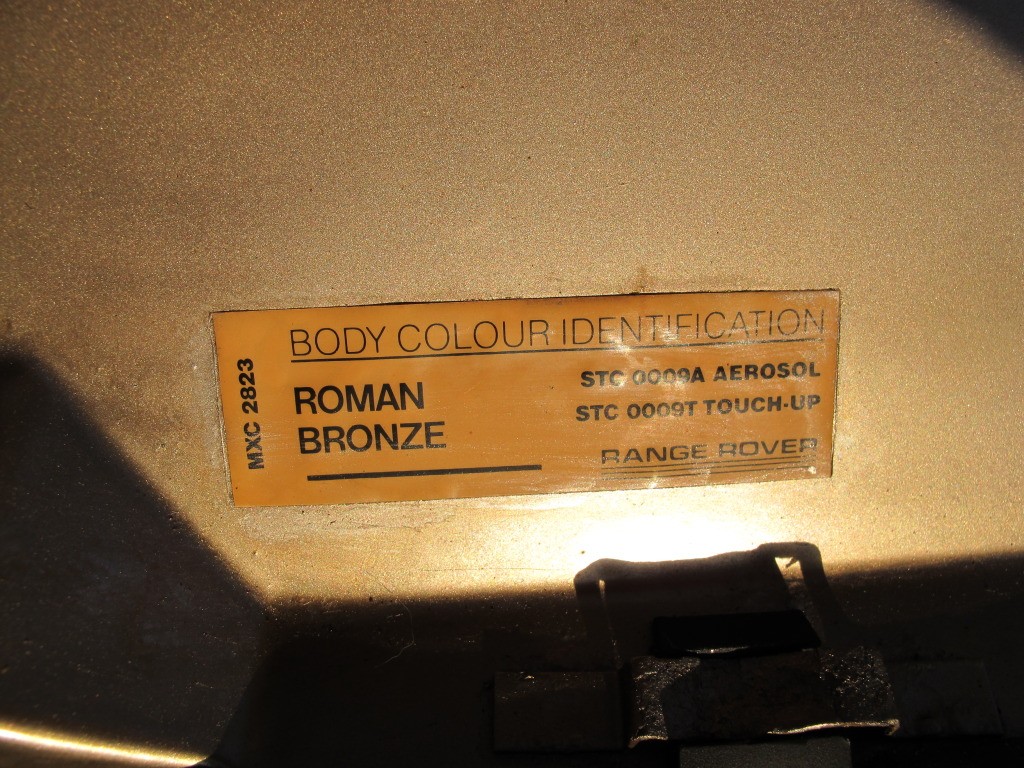 BODY COLOUR IDENTIFICATION
MXC 2823
ROMAN
BRONZE
STC 0009A AEROSOL
STC 0009T TOUCH-UP
RANGE ROVER